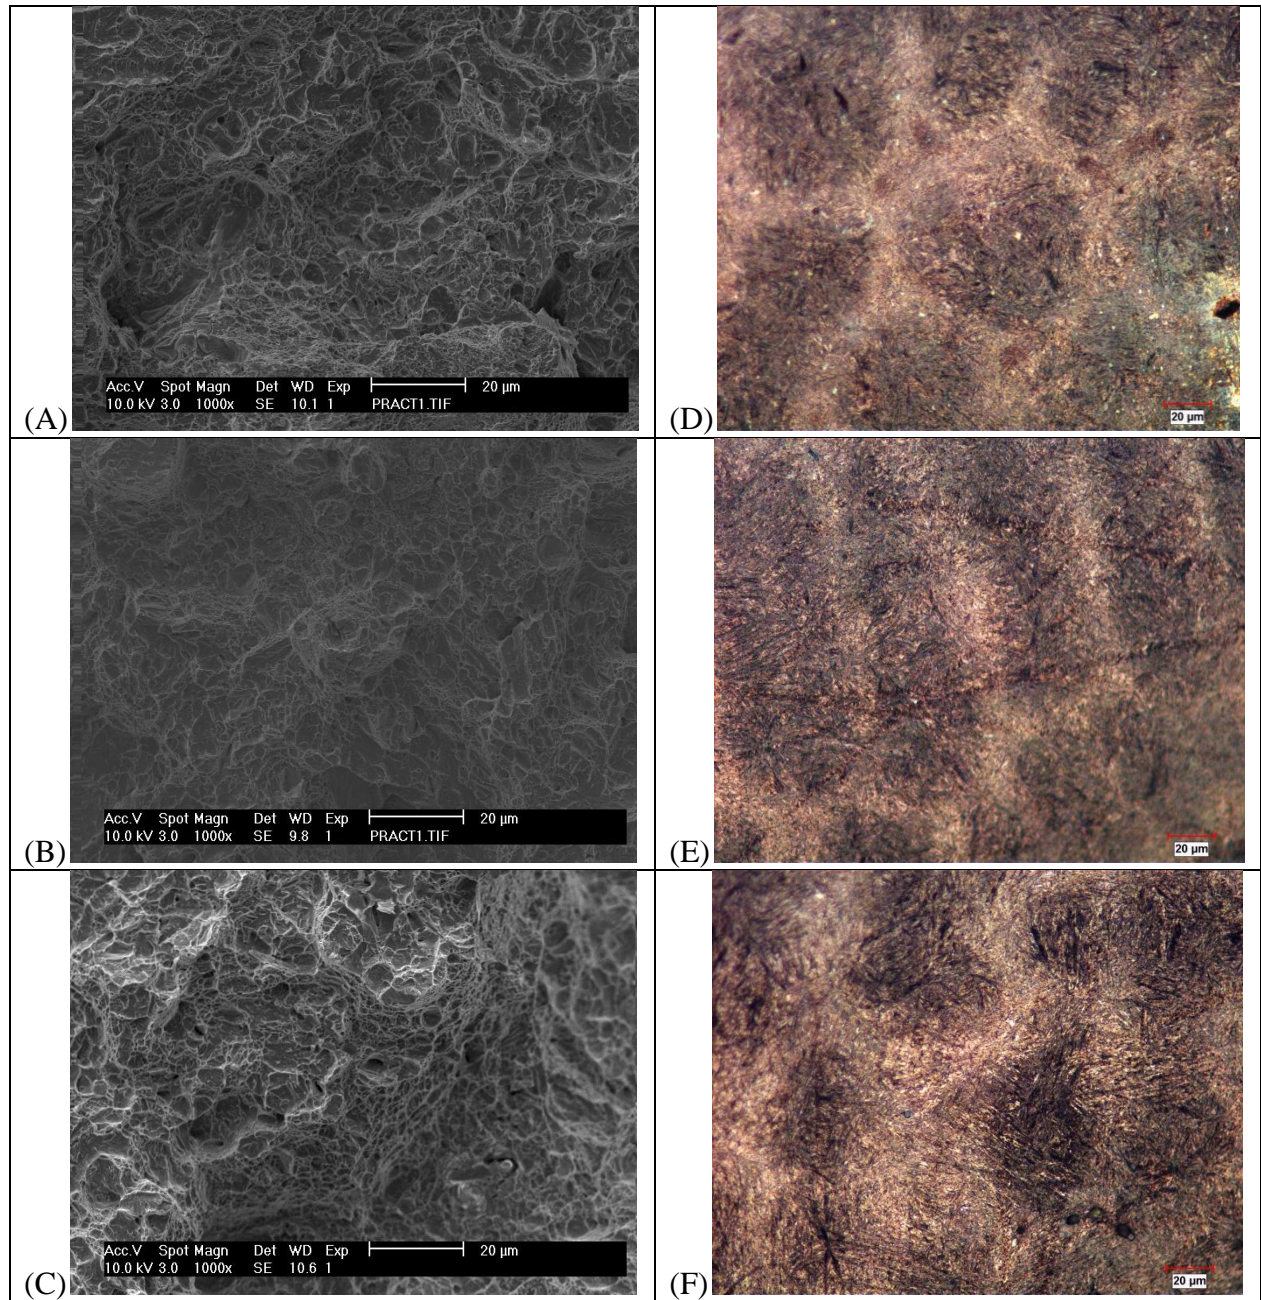 Acc.V Spot Magn Det WD Exp 20 µm
10.0 kV 3.0 1000x SE 10.1 1 PRACT1.TIF
(A)
20 µm
(D)
Acc.V Spot Magn Det WD Exp 20 µm
10.0 kV 3.0 1000x SE 9.8 1 PRACT1.TIF
(B)
20 µm
(E)
Acc.V Spot Magn Det WD Exp 20 µm
10.0 kV 3.0 1000x SE 10.6 1
(C)
20 µm
(F)